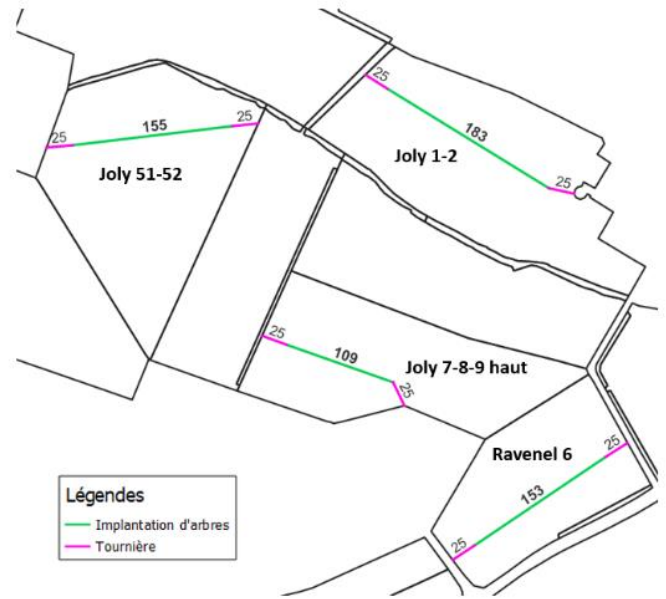 25
183
25
Joly 1-2
25
155
25
Joly 51-52
25
109
25
Joly 7-8-9 haut
Ravenel 6
25
153
25
Légendes
Implantation d'arbres
Tournière